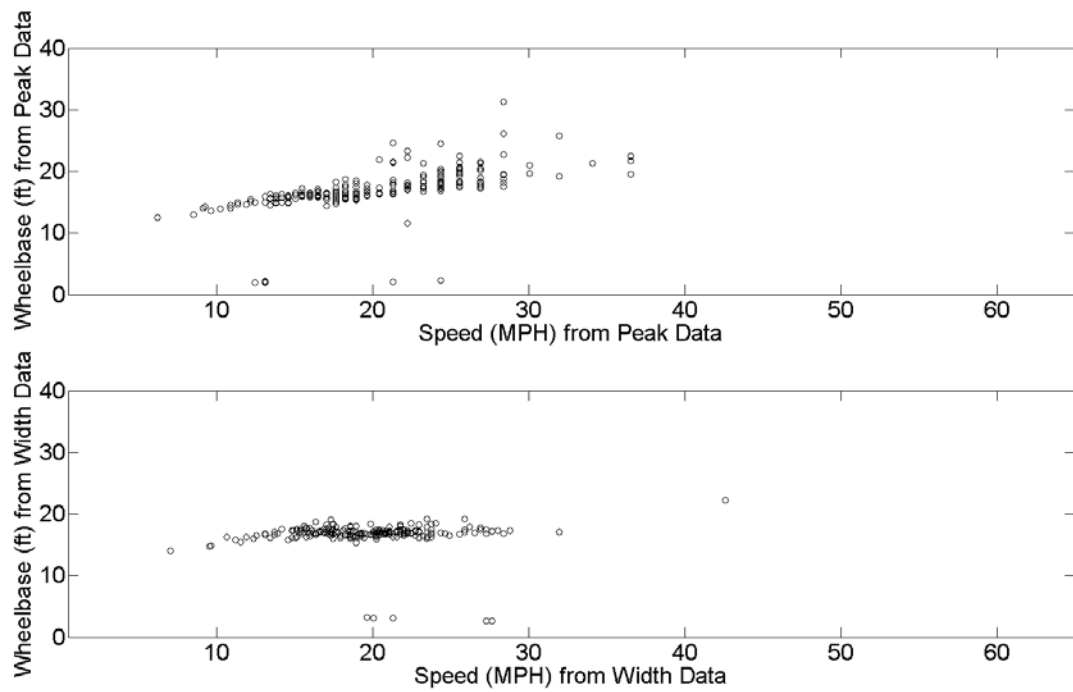 Wheelbase (ft) from Peak Data
40
30
20
10
0
10 20 30 40 50 60
Speed (MPH) from Peak Data
Wheelbase (ft) from Width Data
40
30
20
10
0
10 20 30 40 50 60
Speed (MPH) from Width Data